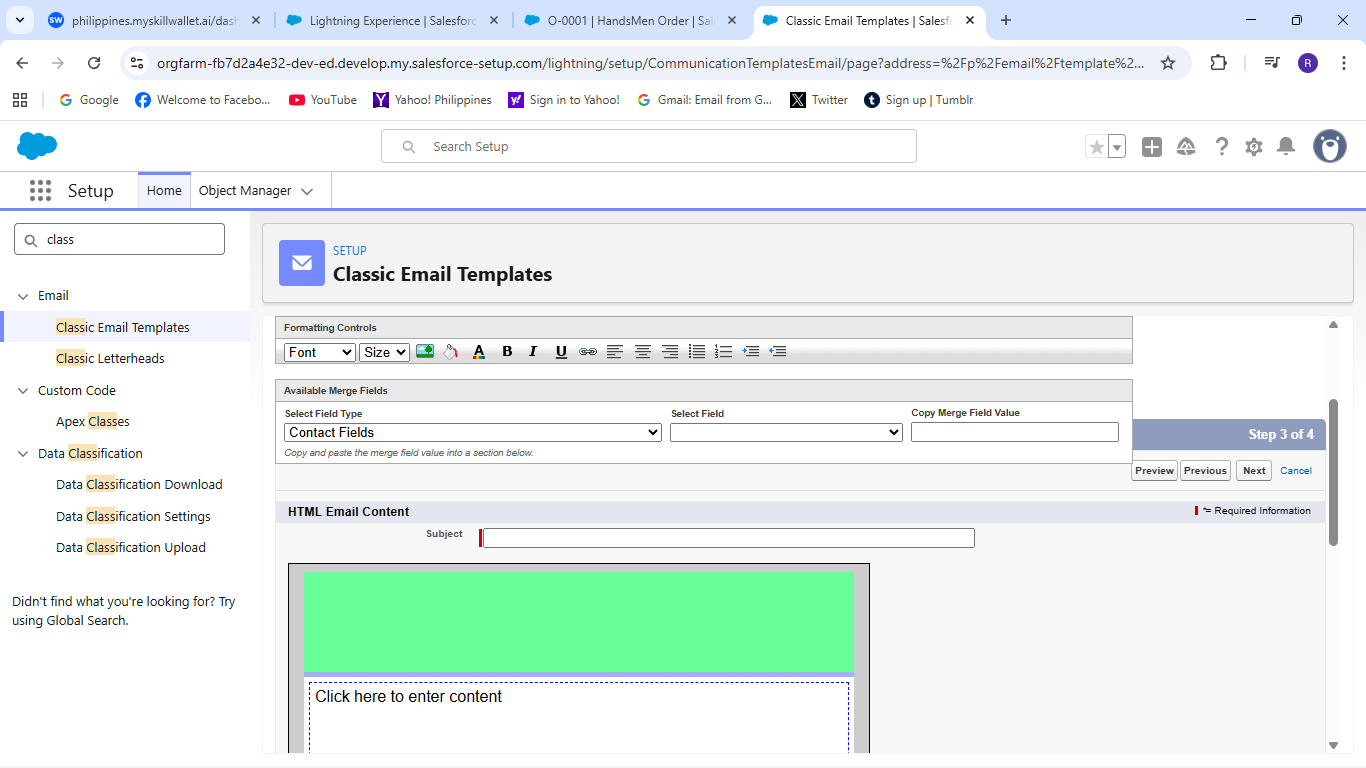 philippines.myskillwallet.ai/dash
Lightning Experience | Salesforc
O-0001 | HandsMen Order | Sal
Classic Email Templates | Salesf
orgfarm-fb7d2a4e32-dev-ed.develop.my.salesforce-setup.com/lightning/setup/CommunicationTemplatesEmail/page?address=%2Fp%2Femail%2Ftemplate%2...
R
Google
Welcome to Facebo...
YouTube
Yahoo! Philippines
Sign in to Yahoo!
Gmail: Email from G...
Twitter
Sign up | Tumblr
Search Setup
Setup
Home
Object Manager
class
Email
Classic Email Templates
Classic Letterheads
Custom Code
Apex Classes
Data Classification
Data Classification Download
Data Classification Settings
Data Classification Upload
Didn't find what you're looking for? Try
using Global Search.
SETUP
Classic Email Templates
Formatting Controls
Font
Size
A
B
I
U
Available Merge Fields
Select Field Type
Select Field
Copy Merge Field Value
Contact Fields
Copy and paste the merge field value into a section below.
Step 3 of 4
Preview
Previous
Next
Cancel
HTML Email Content
= Required Information
Subject
Click here to enter content